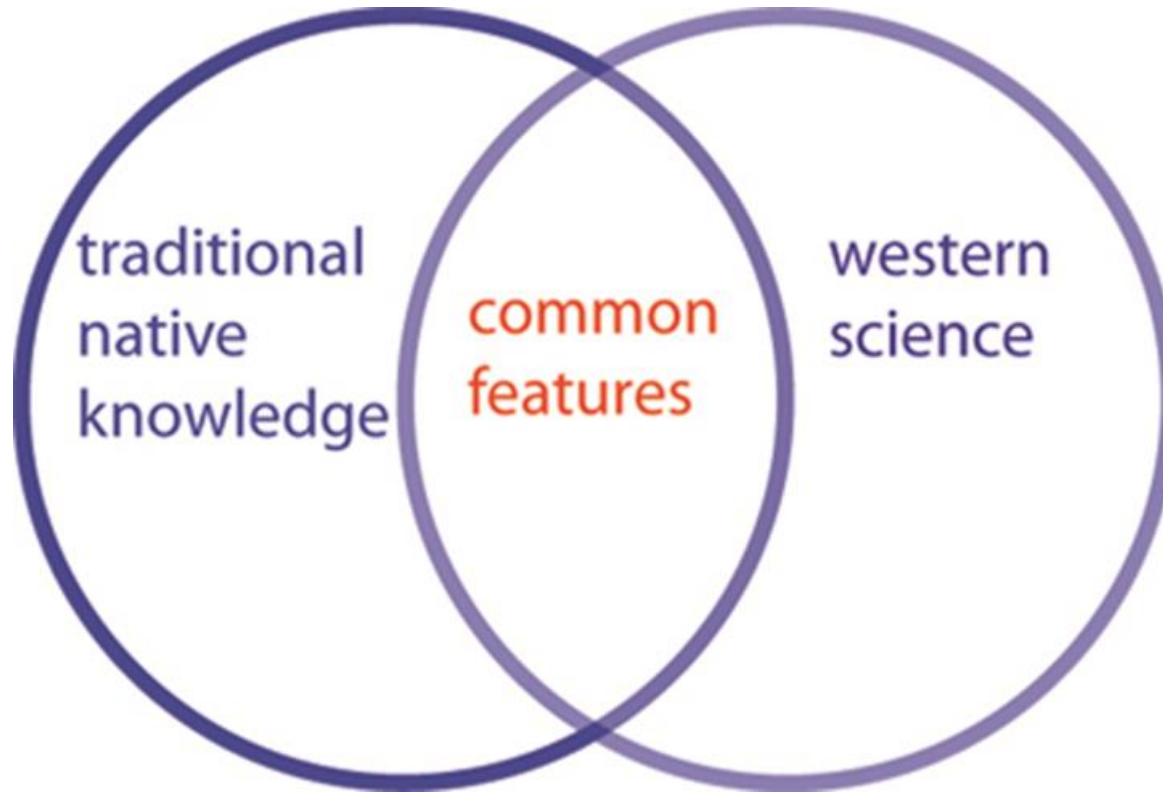 traditional
native
knowledge
common
features
western
science